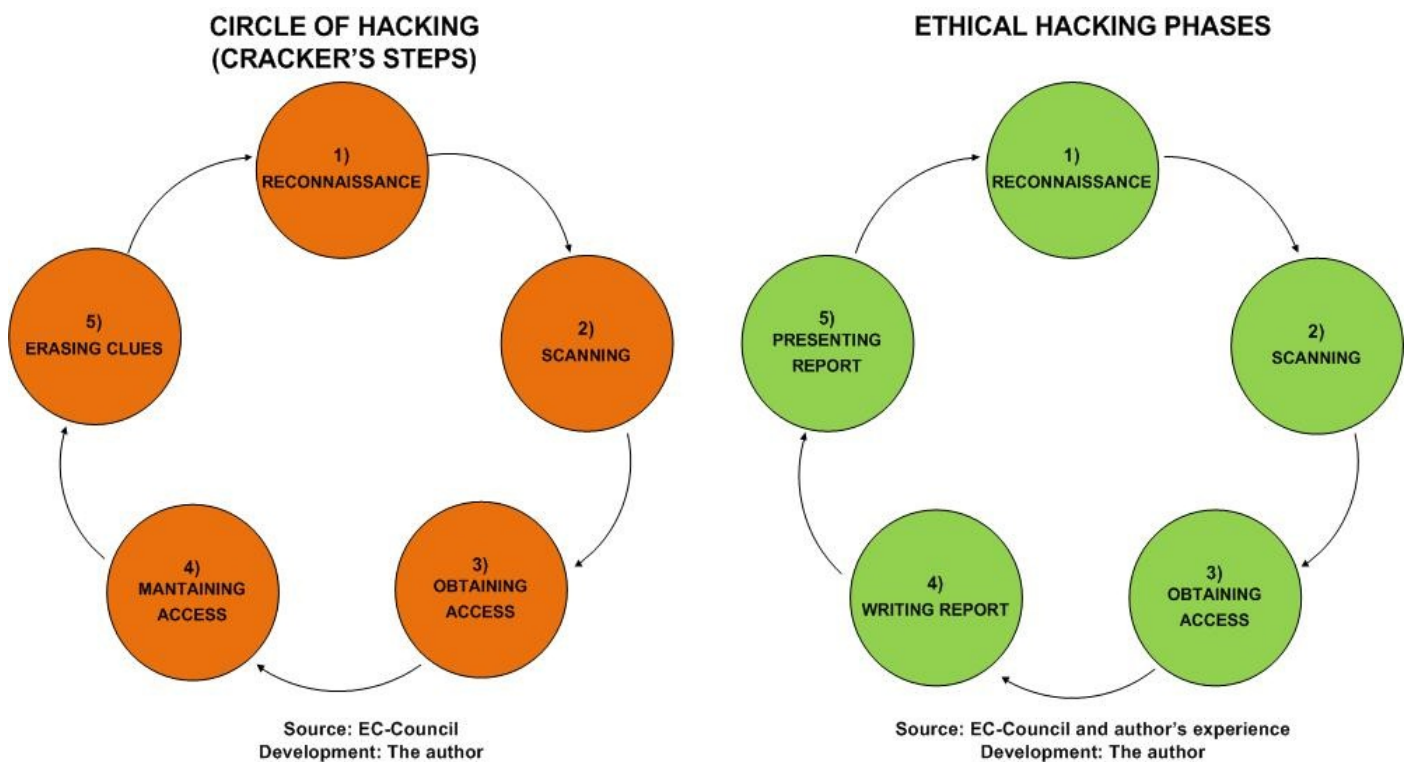 CIRCLE OF HACKING
(CRACKER'S STEPS)
1)
RECONNAISSANCE
2)
SCANNING
3)
OBTAINING
ACCESS
4)
MANTAINING
ACCESS
5)
ERASING CLUES
Source: EC-Council
Development: The author
ETHICAL HACKING PHASES
1)
RECONNAISSANCE
2)
SCANNING
3)
OBTAINING
ACCESS
4)
WRITING REPORT
5)
PRESENTING
REPORT
Source: EC-Council and author's experience
Development: The author